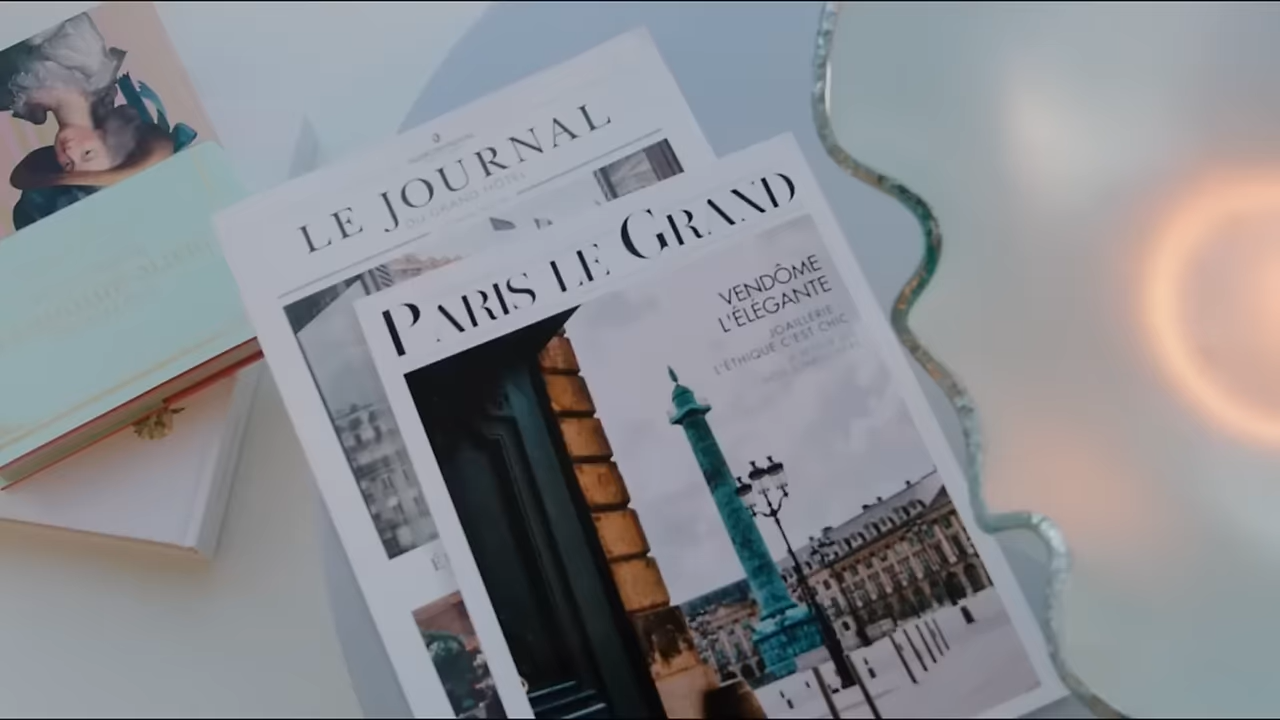 LE JOURNAL
DU GRAND HÔTEL
PARIS LE GRAND
VENDÔME
L'ÉLÉGANTE
JOAILLERIE
L'ÉTHIQUE C'EST CHIC